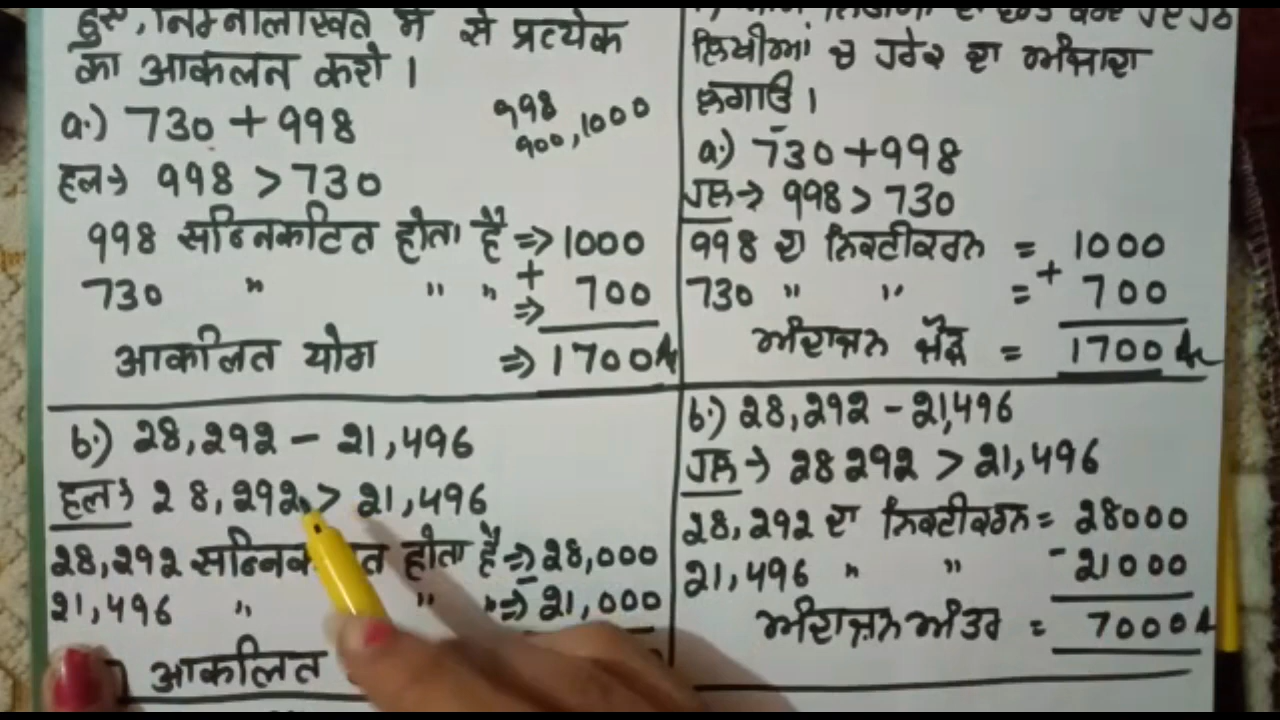 हुए, निम्नलिखित में से प्रत्येक
का आकलन करो।
a.) 730 + 998
998
900, 1000
हल→ 998 > 730
998 सन्निकटित होता है ⇒ 1000
730 " " " ⇒ + 700
आकलित योग ⇒ 1700
b.) 28,292 – 21,496
हल→ 28,292 > 21,496
28,292 सन्निकटित होता है ⇒ 28,000
21,496 " " " ⇒ - 21,000
आकलित
ਲਿਖੀਆਂ ਚੋ ਹਰੇਕ ਦਾ ਅੰਦਾਜਾ
ਲਗਾਓ।
a.) 730 + 998
ਹਲ→ 998 > 730
998 ਦਾ ਨਿਕਟੀਕਰਨ = 1000
730 " " = + 700
ਅੰਦਾਜਨ ਜੋੜ = 1700
b.) 28,292 - 21,496
ਹਲ→ 28292 > 21,496
28,292 ਦਾ ਨਿਕਟੀਕਰਨ = 28000
21,496 " " - 21000
ਅੰਦਾਜਨ ਅੰਤਰ = 7000